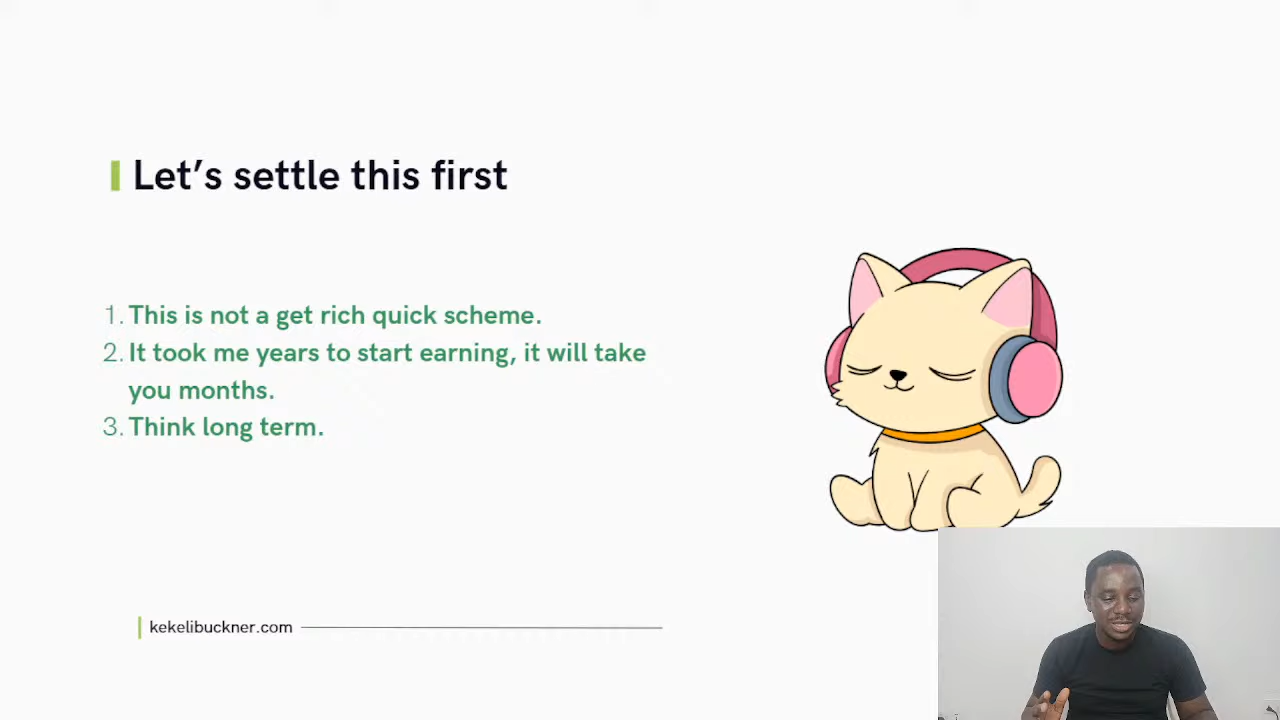 Let's settle this first
1. This is not a get rich quick scheme.
2. It took me years to start earning, it will take
you months.
3. Think long term.
kekelibuckner.com